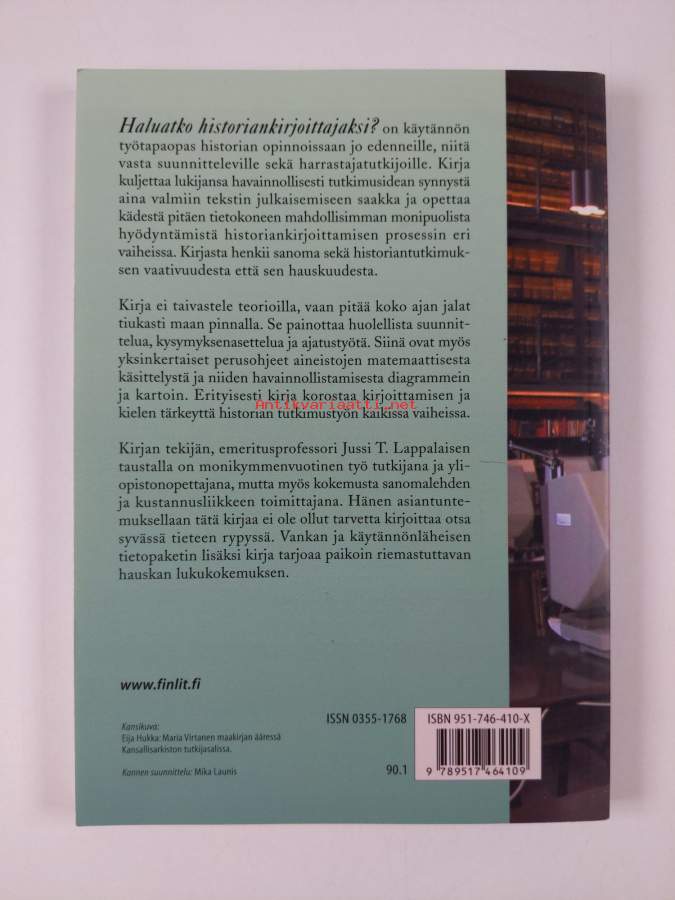 Haluatko historiankirjoittajaksi? on käytännön
työtapaopas historian opinnoissaan jo edenneille, niitä
vasta suunnitteleville sekä harrastajatutkijoille. Kirja
kuljettaa lukijansa havainnollisesti tutkimusidean synnystä
aina valmiin tekstin julkaisemiseen saakka ja opettaa
kädestä pitäen tietokoneen mahdollisimman monipuolista
hyödyntämistä historiankirjoittamisen prosessin eri
vaiheissa. Kirjasta henkii sanoma sekä historiantutkimuk-
sen vaativuudesta että sen hauskuudesta.
Kirja ei taivastele teorioilla, vaan pitää koko ajan jalat
tiukasti maan pinnalla. Se painottaa huolellista suunnit-
telua, kysymyksenasettelua ja ajatustyötä. Siinä ovat myös
yksinkertaiset perusohjeet aineistojen matemaattisesta
käsittelystä ja niiden havainnollistamisesta diagrammein
ja kartoin. Erityisesti kirja korostaa kirjoittamisen ja
Antikvariaatti.net
kielen tärkeyttä historian tutkimustyön kaikissa vaiheissa.
Kirjan tekijän, emeritusprofessori Jussi T. Lappalaisen
taustalla on monikymmenvuotinen työ tutkijana ja yli-
opistonopettajana, mutta myös kokemusta sanomalehden
ja kustannusliikkeen toimittajana. Hänen asiantunte-
muksellaan tätä kirjaa ei ole ollut tarvetta kirjoittaa otsa
syvässä tieteen rypyssä. Vankan ja käytännönläheisen
tietopaketin lisäksi kirja tarjoaa paikoin riemastuttavan
hauskan lukukokemuksen.
www.finlit.fi
Kansikuva:
Eija Hukka: Maria Virtanen maakirjan ääressä
Kansallisarkiston tutkijasalissa.
Kannen suunnittelu: Mika Launis
ISSN 0355-1768
90.1
ISBN 951-746-410-X
9 789517 464109